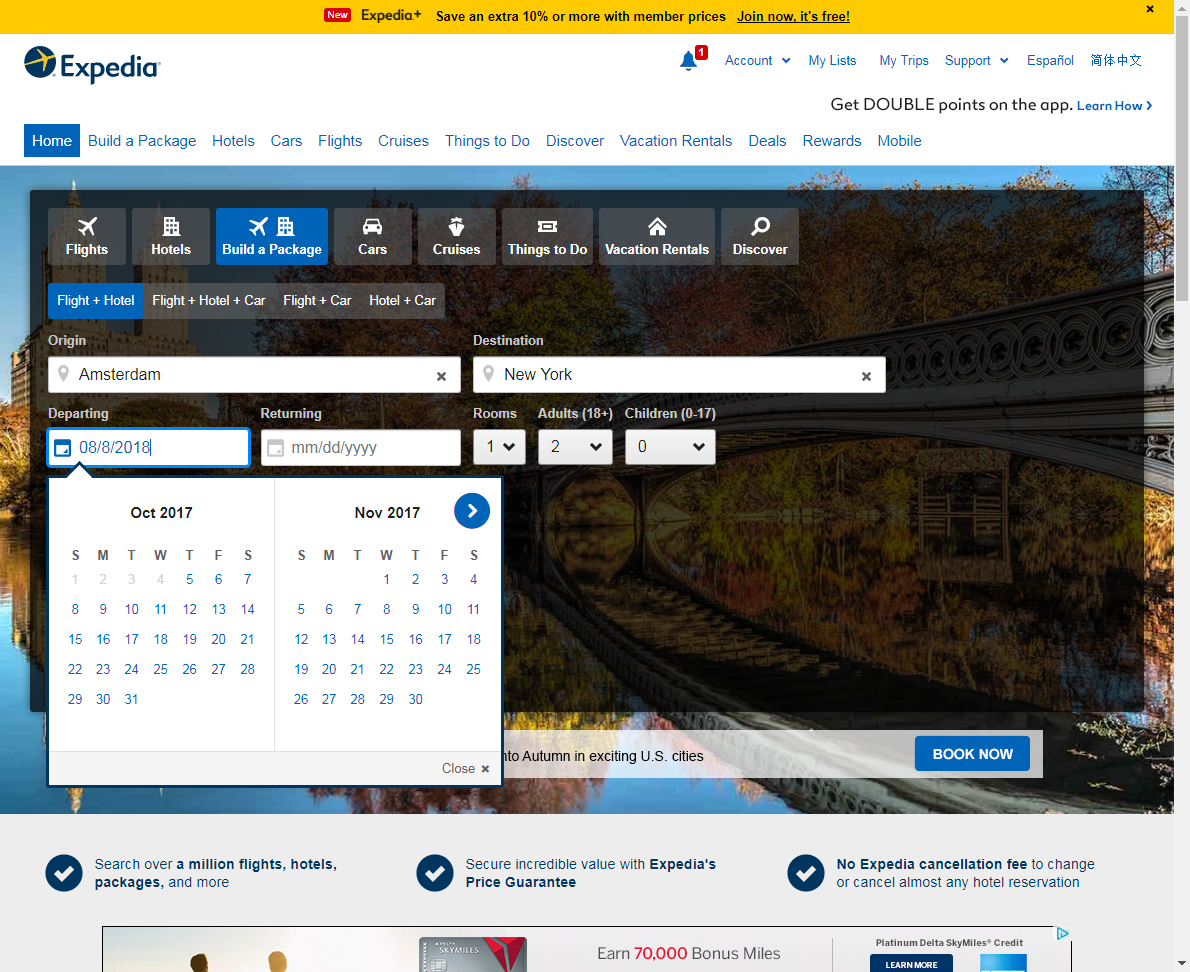 New Expedia+ Save an extra 10% or more with member prices Join now, it's free!
Expedia
1 Account My Lists My Trips Support Español 简体中文
Get DOUBLE points on the app. Learn How
Home Build a Package Hotels Cars Flights Cruises Things to Do Discover Vacation Rentals Deals Rewards Mobile
Flights Hotels Build a Package Cars Cruises Things to Do Vacation Rentals Discover
Flight + Hotel Flight + Hotel + Car Flight + Car Hotel + Car
Origin Destination
Amsterdam New York
Departing Returning Rooms Adults (18+) Children (0-17)
08/8/2018 mm/dd/yyyy 1 2 0
Oct 2017 Nov 2017
S M T W T F S S M T W T F S
1 2 3 4 5 6 7 1 2 3 4
8 9 10 11 12 13 14 5 6 7 8 9 10 11
15 16 17 18 19 20 21 12 13 14 15 16 17 18
22 23 24 25 26 27 28 19 20 21 22 23 24 25
29 30 31 26 27 28 29 30
nto Autumn in exciting U.S. cities BOOK NOW
Close
Search over a million flights, hotels, packages, and more
Secure incredible value with Expedia's Price Guarantee
No Expedia cancellation fee to change or cancel almost any hotel reservation
DELTA SKYMILES
Earn 70,000 Bonus Miles
Platinum Delta SkyMiles® Credit
LEARN MORE